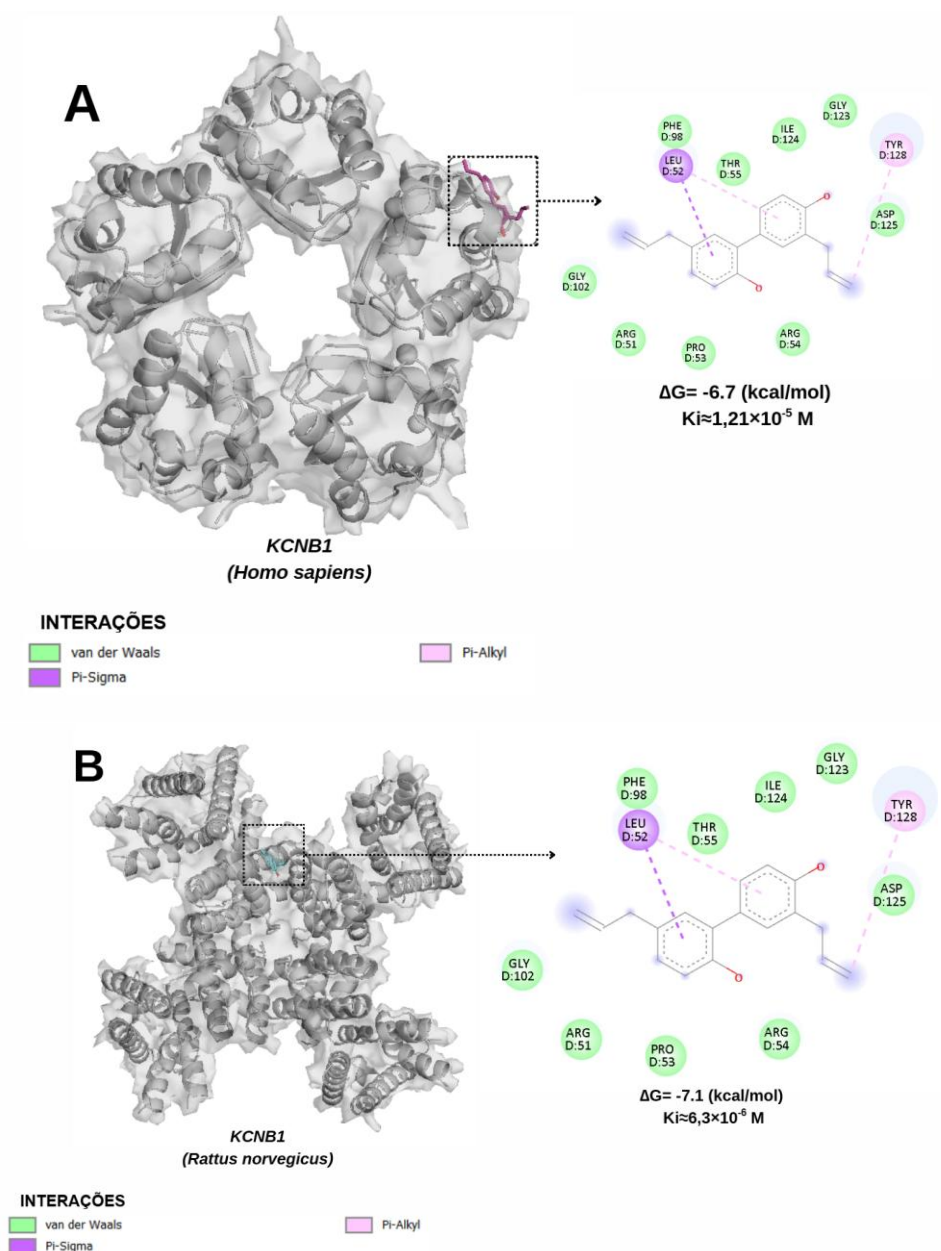 A
PHE
D:98
LEU
D:52
THR
D:55
ILE
D:124
GLY
D:123
TYR
D:128
ASP
D:125
O
GLY
D:102
O
ARG
D:51
PRO
D:53
ARG
D:54
ΔG= -6.7 (kcal/mol)
Ki≈1,21×10⁻⁵ M
KCNB1
(Homo sapiens)
INTERAÇÕES
van der Waals
Pi-Alkyl
Pi-Sigma
B
PHE
D:98
LEU
D:52
THR
D:55
ILE
D:124
GLY
D:123
TYR
D:128
ASP
D:125
O
GLY
D:102
O
ARG
D:51
PRO
D:53
ARG
D:54
ΔG= -7.1 (kcal/mol)
Ki≈6,3×10⁻⁶ M
KCNB1
(Rattus norvegicus)
INTERAÇÕES
van der Waals
Pi-Alkyl
Pi-Sigma